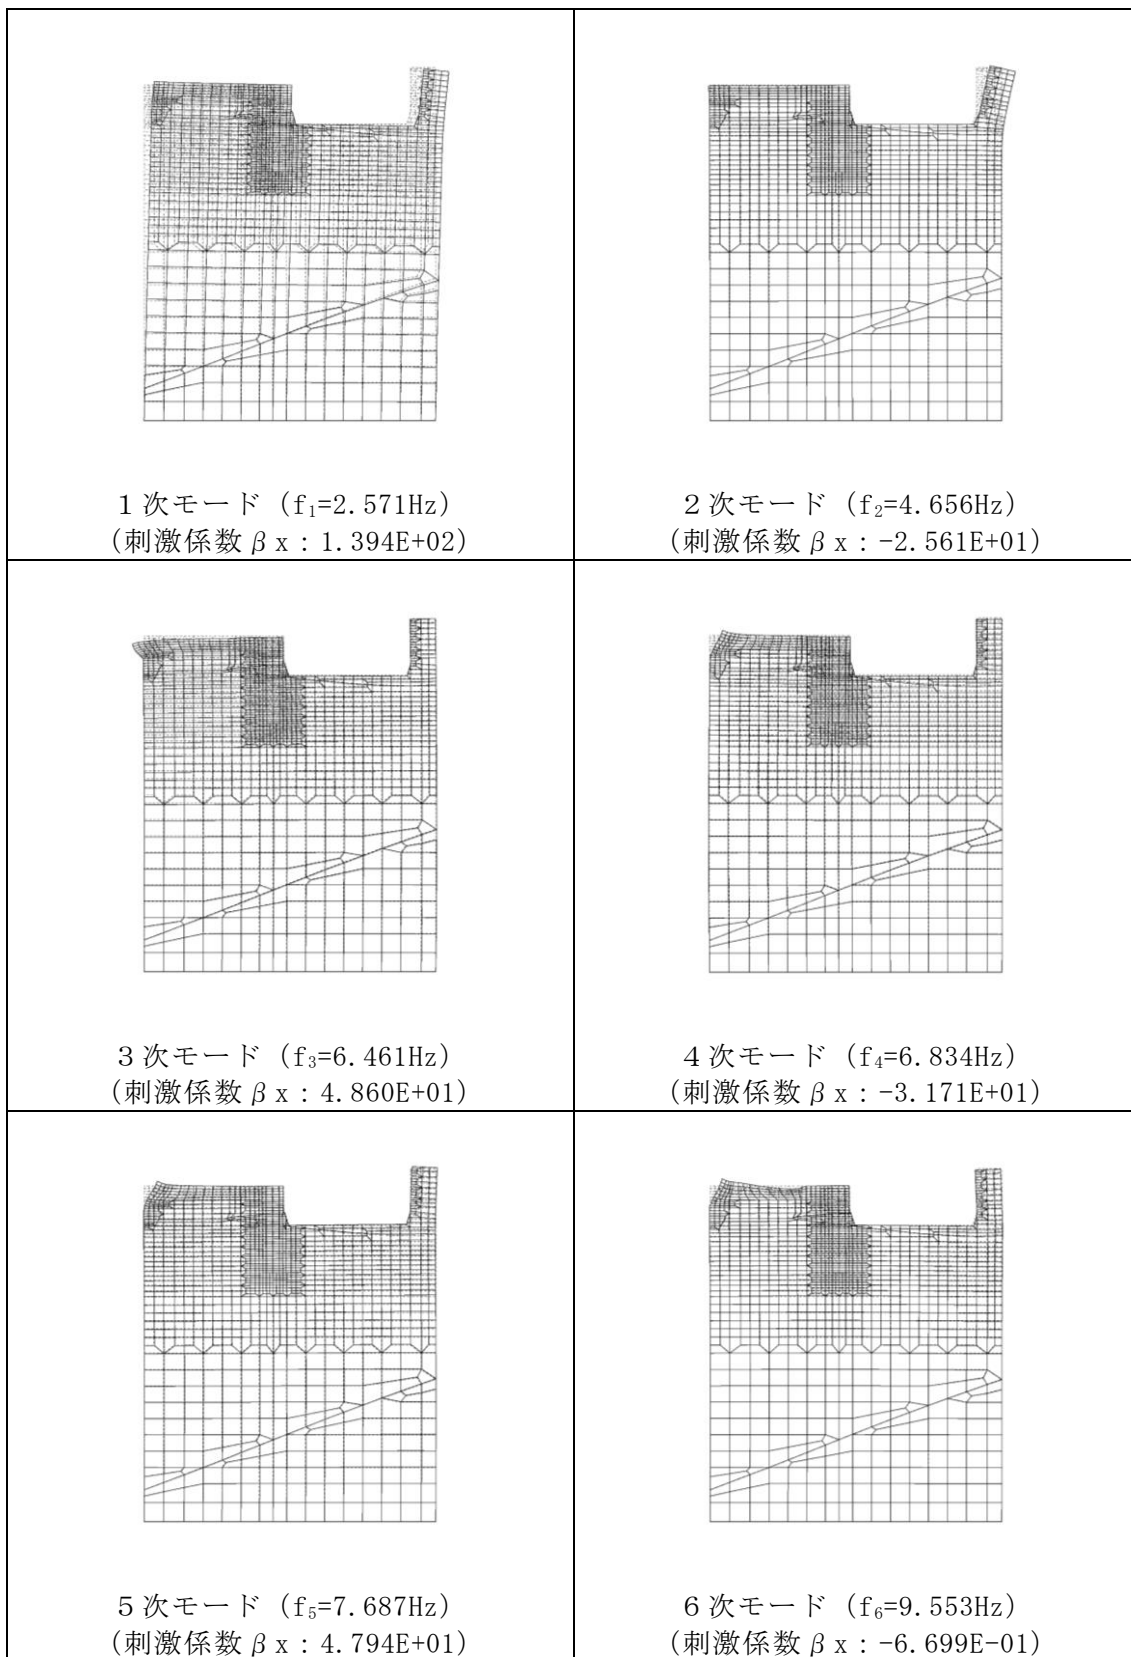 1次モード (f₁=2.571Hz)
(刺激係数βx:1.394E+02)
2次モード (f₂=4.656Hz)
(刺激係数βx:-2.561E+01)
3次モード (f₃=6.461Hz)
(刺激係数βx:4.860E+01)
4次モード (f₄=6.834Hz)
(刺激係数βx:-3.171E+01)
5次モード (f₅=7.687Hz)
(刺激係数βx:4.794E+01)
6次モード (f₆=9.553Hz)
(刺激係数βx:-6.699E-01)